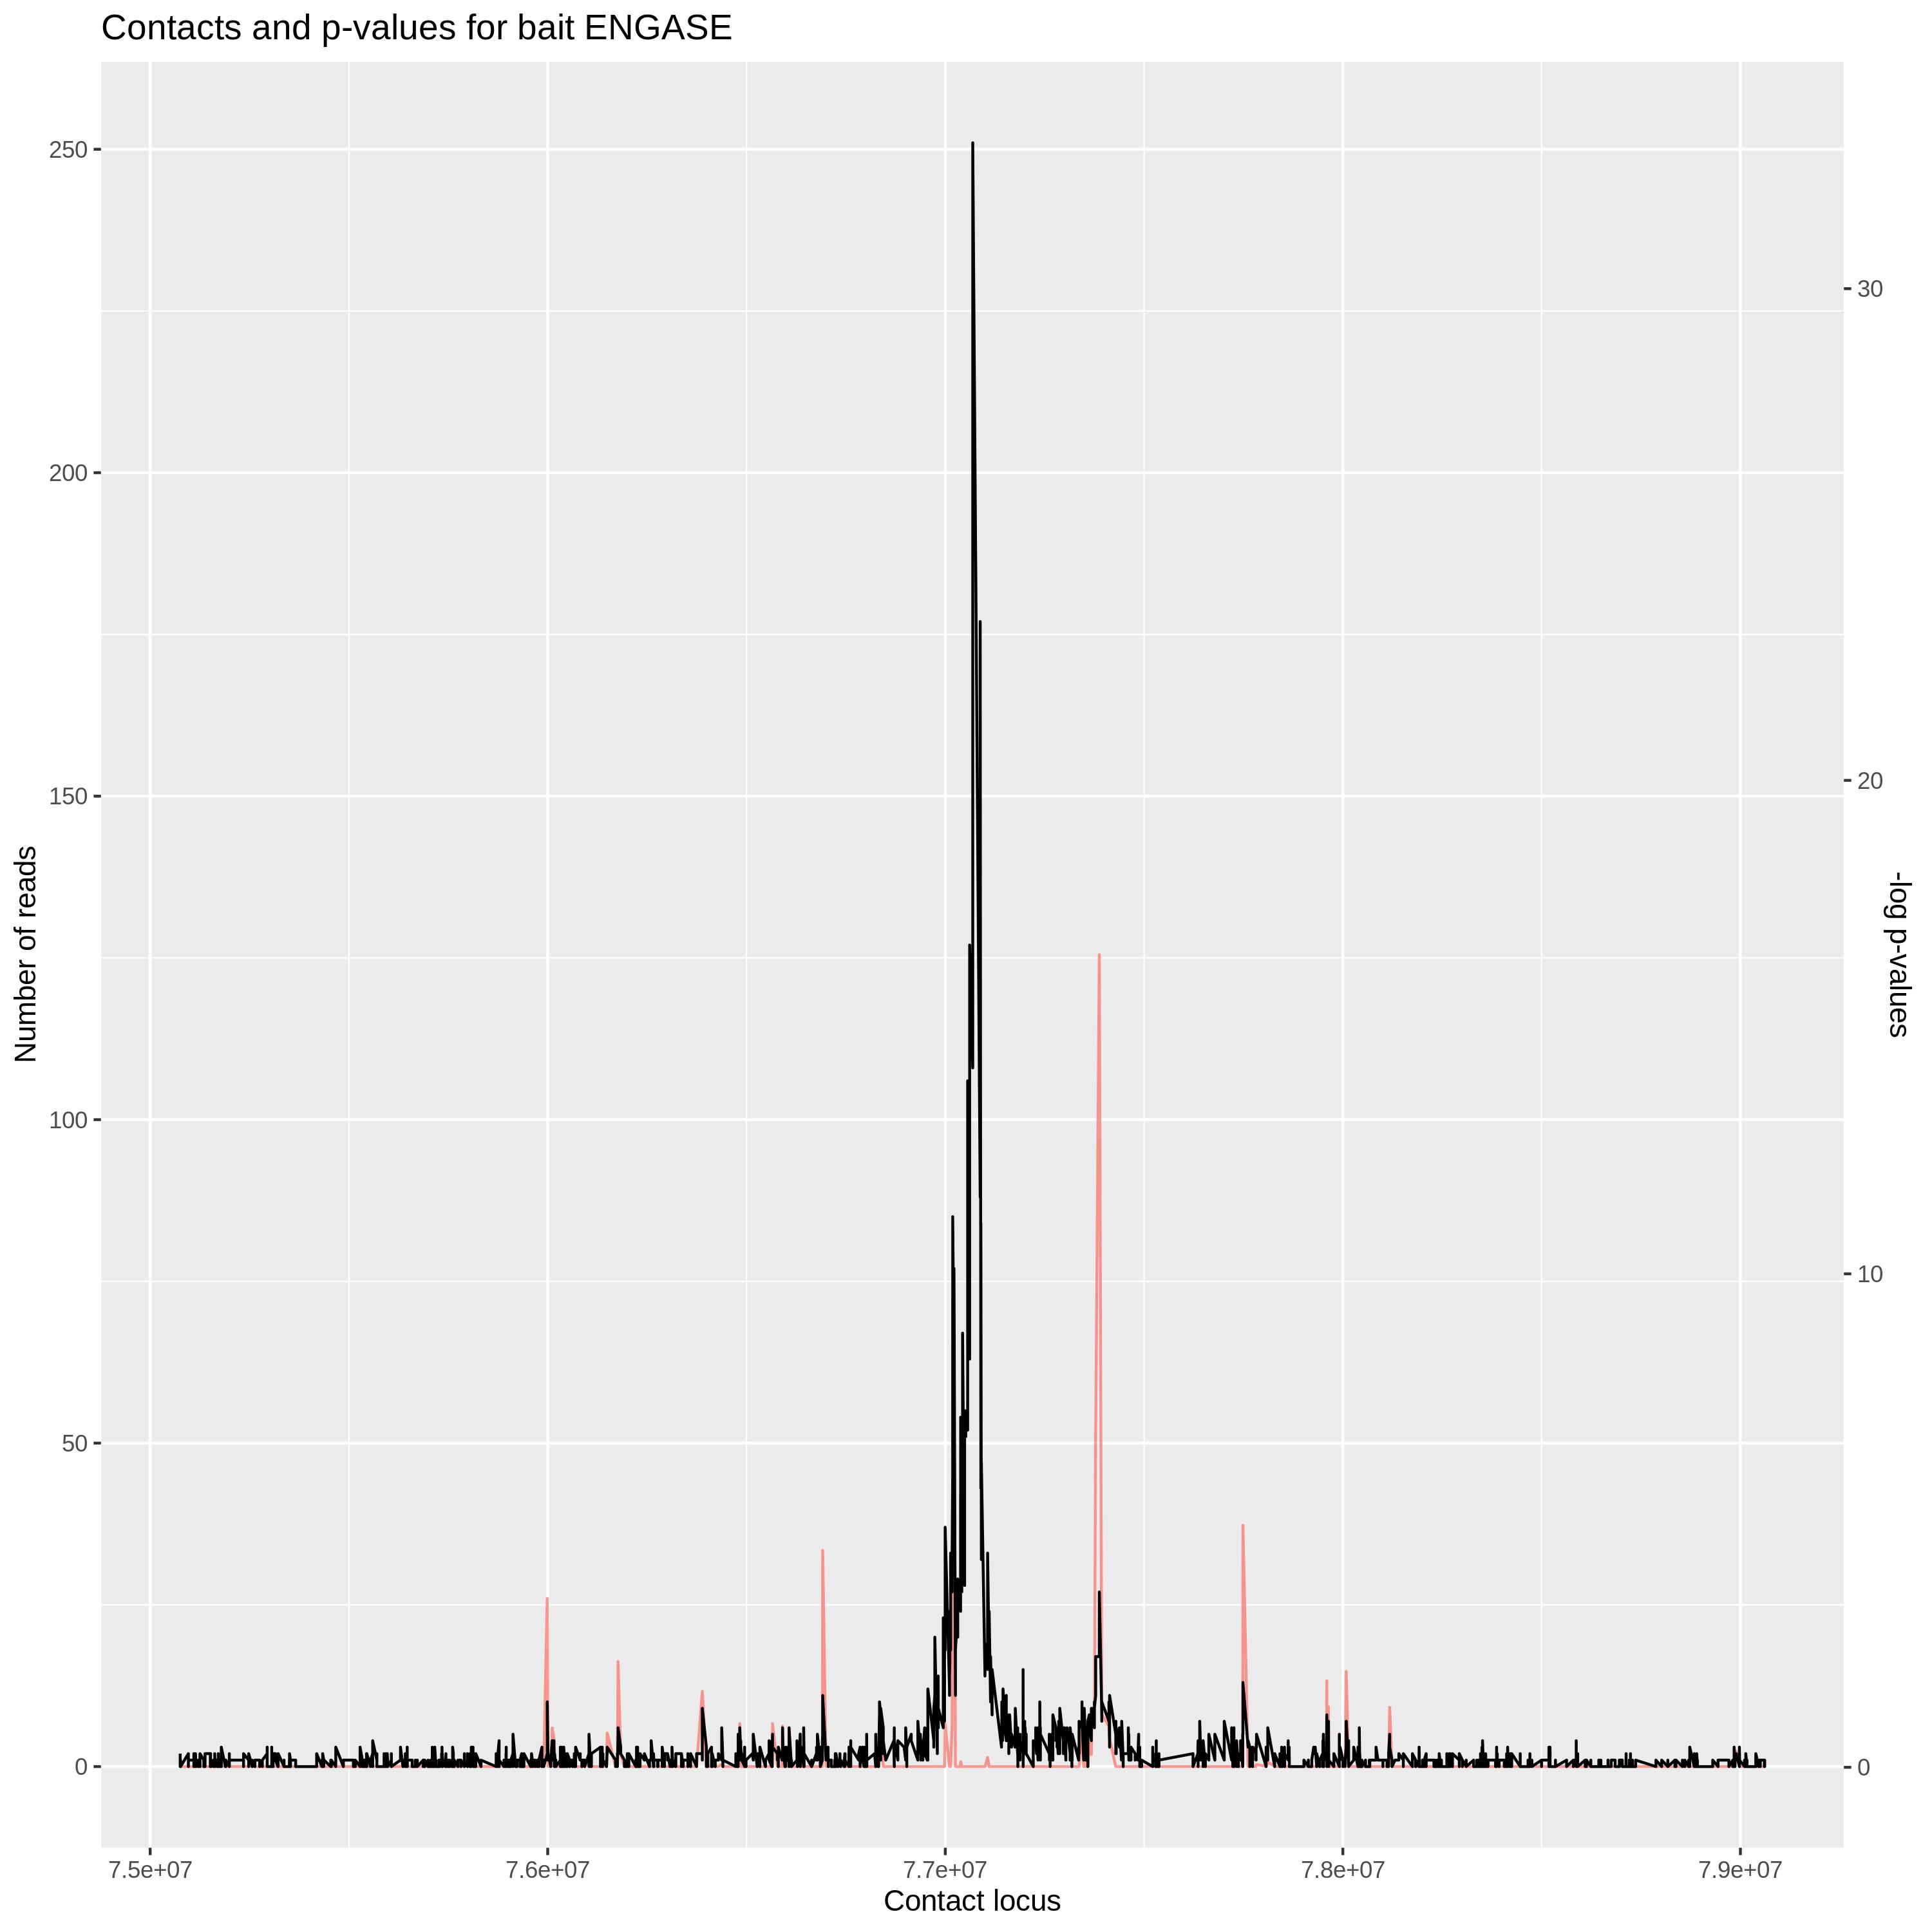 Contacts and p-values for bait ENGASE
250
200
150
100
50
0
30
20
10
0
Number of reads
-log p-values
7.5e+07 7.6e+07 7.7e+07 7.8e+07 7.9e+07
Contact locus